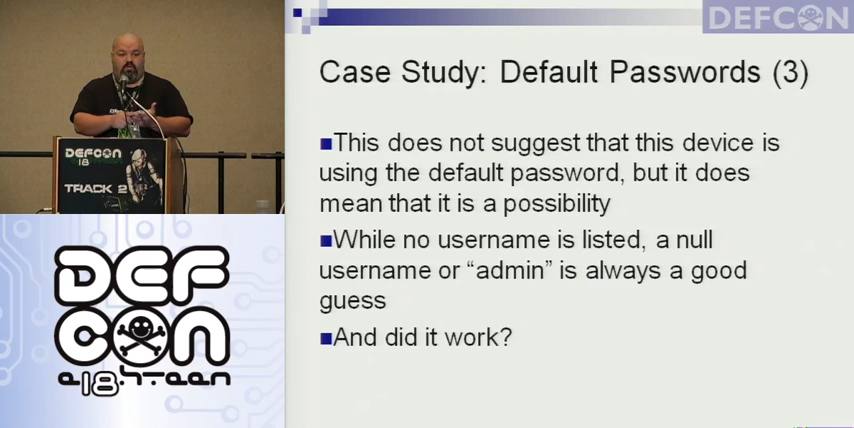 DEFCON
Case Study: Default Passwords (3)
■This does not suggest that this device is
using the default password, but it does
mean that it is a possibility
■While no username is listed, a null
username or “admin” is always a good
guess
■And did it work?
DEFCON
18
TRACK 2
DEF
CON
e18hteen